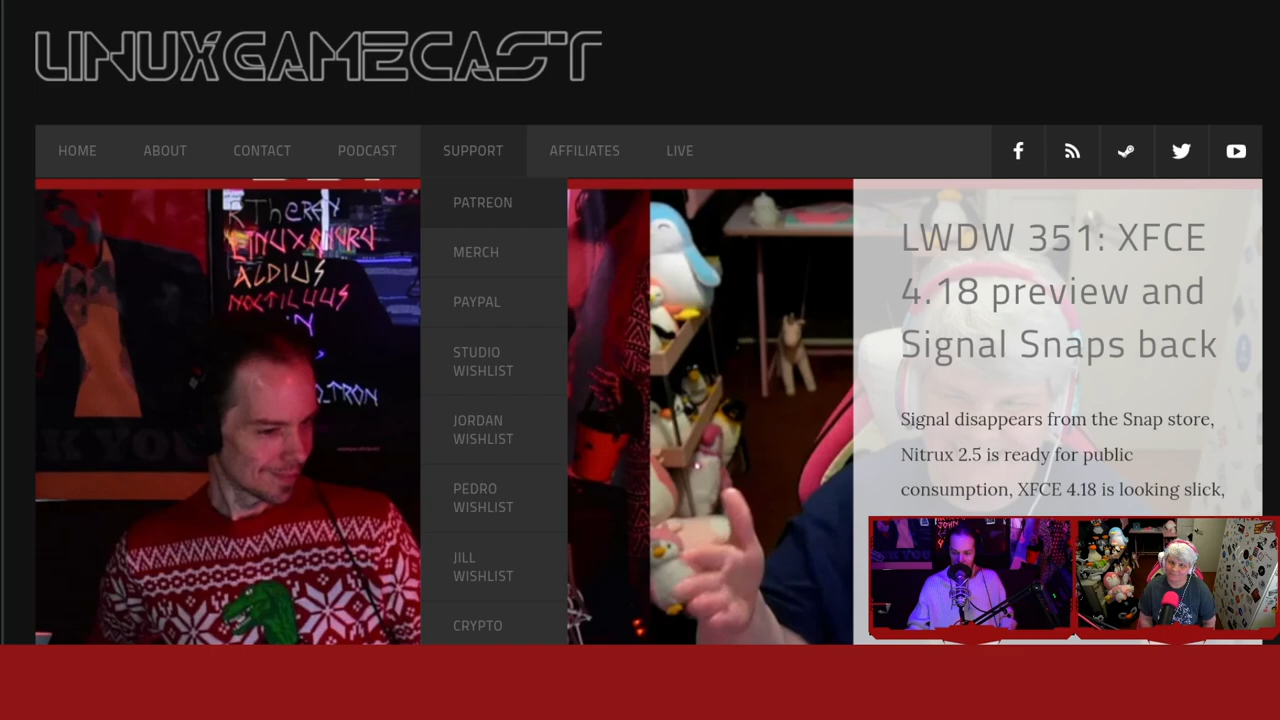 LINUXGAMECAST
HOME ABOUT CONTACT PODCAST SUPPORT AFFILIATES LIVE
PATREON
MERCH
PAYPAL
STUDIO
WISHLIST
JORDAN
WISHLIST
PEDRO
WISHLIST
JILL
WISHLIST
CRYPTO
ALDIUS
NOCTILUUS
LWDW 351: XFCE
4.18 preview and
Signal Snaps back
Signal disappears from the Snap store,
Nitrux 2.5 is ready for public
consumption, XFCE 4.18 is looking slick,